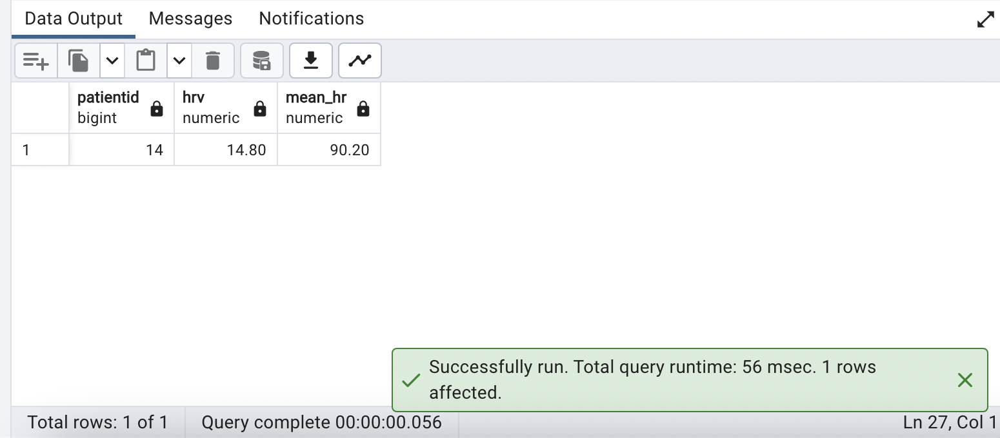 Data Output Messages Notifications
patientid hrv mean_hr
bigint numeric numeric
1 14 14.80 90.20
Successfully run. Total query runtime: 56 msec. 1 rows
affected.
Total rows: 1 of 1 Query complete 00:00:00.056 Ln 27, Col 1